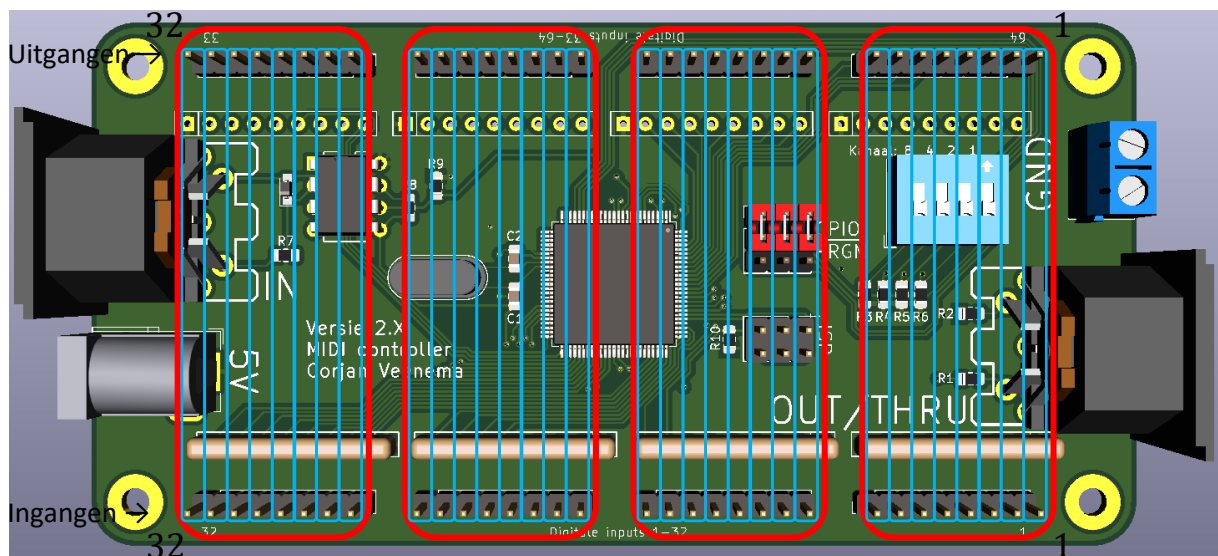 32
1
Uitgangen →
33
Digitale inputs 33-64
64
Kanaal: 8 4 2 1
R9
8
GND
PIO
RGM
R7
C2
IN
C1
R3 R4 R5 R6
R2
Versie 2.X
MIDI controller
Corjan
R10
5V
R1
OUT/THRU
Ingangen →
32
Digitale inputs 1-32
1
32
1